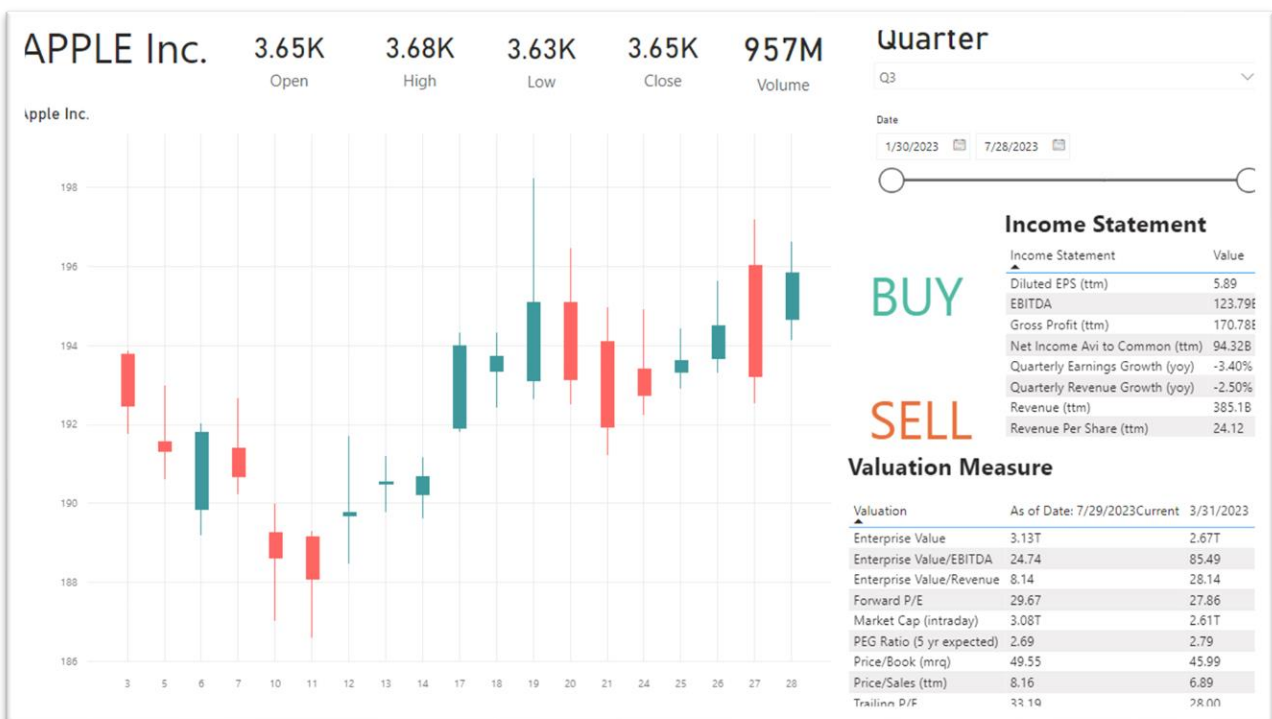 APPLE Inc.
3.65K 3.68K 3.63K 3.65K 957M
Open High Low Close Volume
Apple Inc.
198
196
194
192
190
188
186
3 5 6 7 10 11 12 13 14 17 18 19 20 21 24 25 26 27 28
Quarter
Q3
Date
1/30/2023 7/28/2023
BUY
SELL
Income Statement
Income Statement Value
Diluted EPS (ttm) 5.89
EBITDA 123.79B
Gross Profit (ttm) 170.78B
Net Income Avi to Common (ttm) 94.32B
Quarterly Earnings Growth (yoy) -3.40%
Quarterly Revenue Growth (yoy) -2.50%
Revenue (ttm) 385.1B
Revenue Per Share (ttm) 24.12
Valuation Measure
Valuation As of Date: 7/29/2023Current 3/31/2023
Enterprise Value 3.13T 2.67T
Enterprise Value/EBITDA 24.74 85.49
Enterprise Value/Revenue 8.14 28.14
Forward P/E 29.67 27.86
Market Cap (intraday) 3.08T 2.61T
PEG Ratio (5 yr expected) 2.69 2.79
Price/Book (mrq) 49.55 45.99
Price/Sales (ttm) 8.16 6.89
Trailing P/E 33.19 28.00